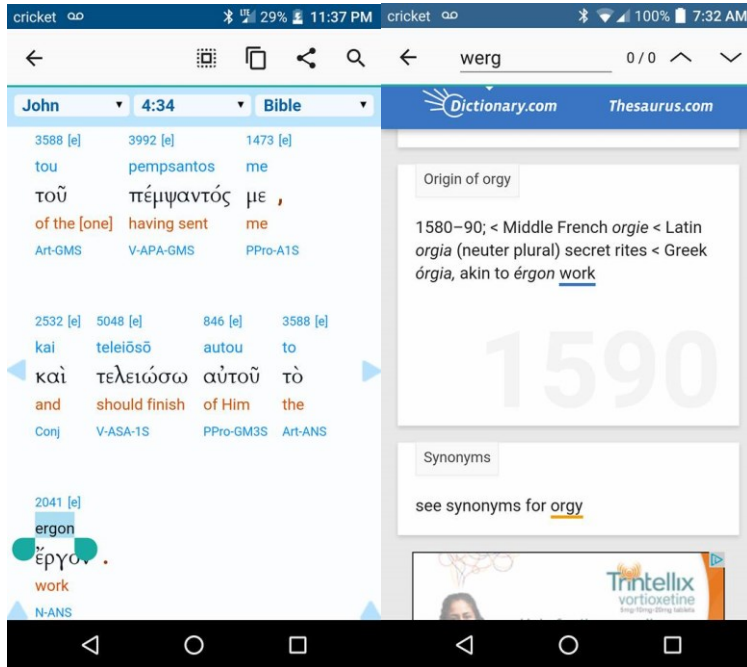 cricket
29% 11:37 PM
John 4:34 Bible
3588 [e] 3992 [e] 1473 [e]
tou pempsantos me
τοῦ πέμψαντός με ,
of the [one] having sent me
Art-GMS V-APA-GMS PPro-A1S
2532 [e] 5048 [e] 846 [e] 3588 [e]
kai teleiōsō autou to
καὶ τελειώσω αὐτοῦ τὸ
and should finish of Him the
Conj V-ASA-1S PPro-GM3S Art-ANS
2041 [e]
ergon
ἔργον .
work
N-ANS
cricket
100% 7:32 AM
werg 0/0
Dictionary.com Thesaurus.com
Origin of orgy
1580–90; < Middle French orgie < Latin
orgia (neuter plural) secret rites < Greek
órgia, akin to érgon work
1590
Synonyms
see synonyms for orgy
Trintellix
vortioxetine
5mg·10mg·20mg tablets